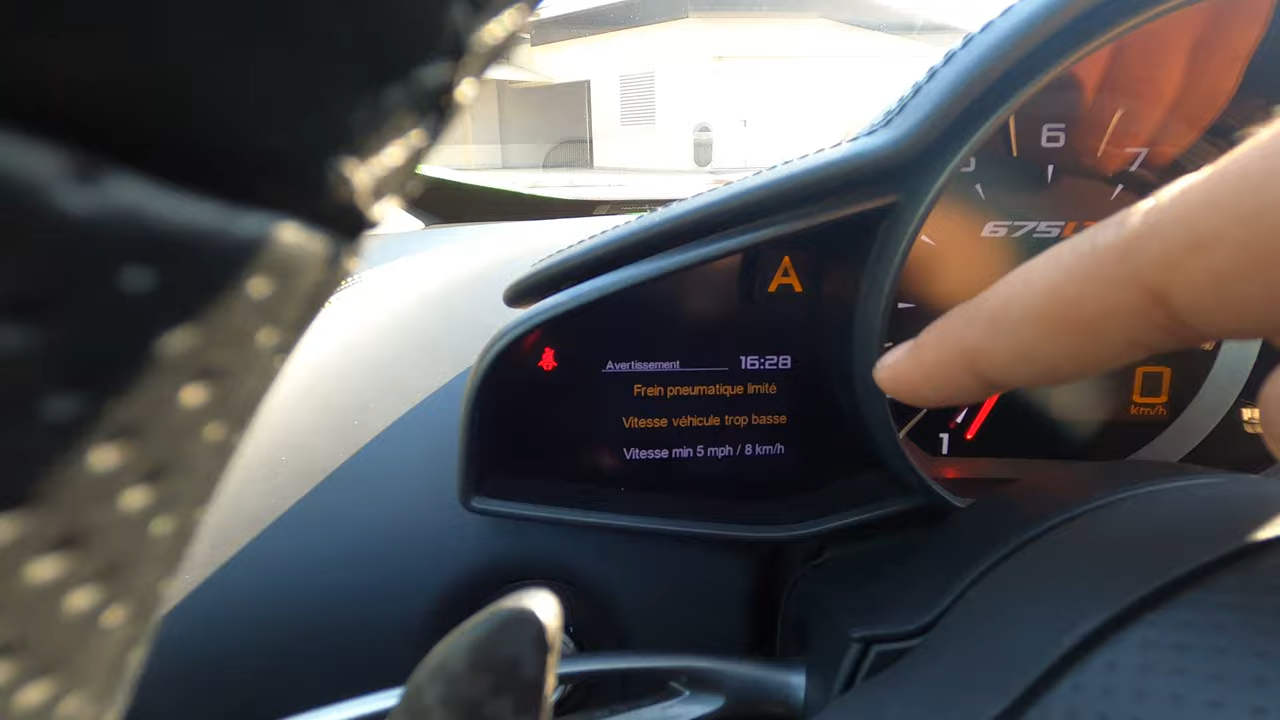 6
7
675
A
Avertissement 16:28
Frein pneumatique limité
Vitesse véhicule trop basse
Vitesse min 5 mph / 8 km/h
0
km/h
1